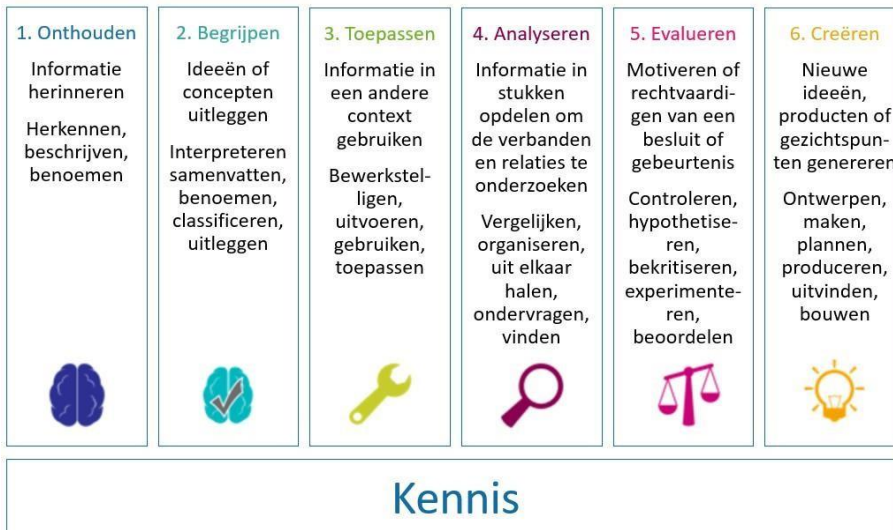 1. Onthouden
Informatie
herinneren
Herkennen,
beschrijven,
benoemen
2. Begrijpen
Ideeën of
concepten
uitleggen
Interpreteren
samenvatten,
benoemen,
classificeren,
uitleggen
3. Toepassen
Informatie in
een andere
context
gebruiken
Bewerkstel-
ligen,
uitvoeren,
gebruiken,
toepassen
4. Analyseren
Informatie in
stukken
opdelen om
de verbanden
en relaties te
onderzoeken
Vergelijken,
organiseren,
uit elkaar
halen,
ondervragen,
vinden
5. Evalueren
Motiveren of
rechtvaardi-
gen van een
besluit of
gebeurtenis
Controleren,
hypothetise-
ren,
bekritiseren,
experimente-
ren,
beoordelen
6. Creëren
Nieuwe
ideeën,
producten of
gezichtspun-
ten genereren
Ontwerpen,
maken,
plannen,
produceren,
uitvinden,
bouwen
Kennis